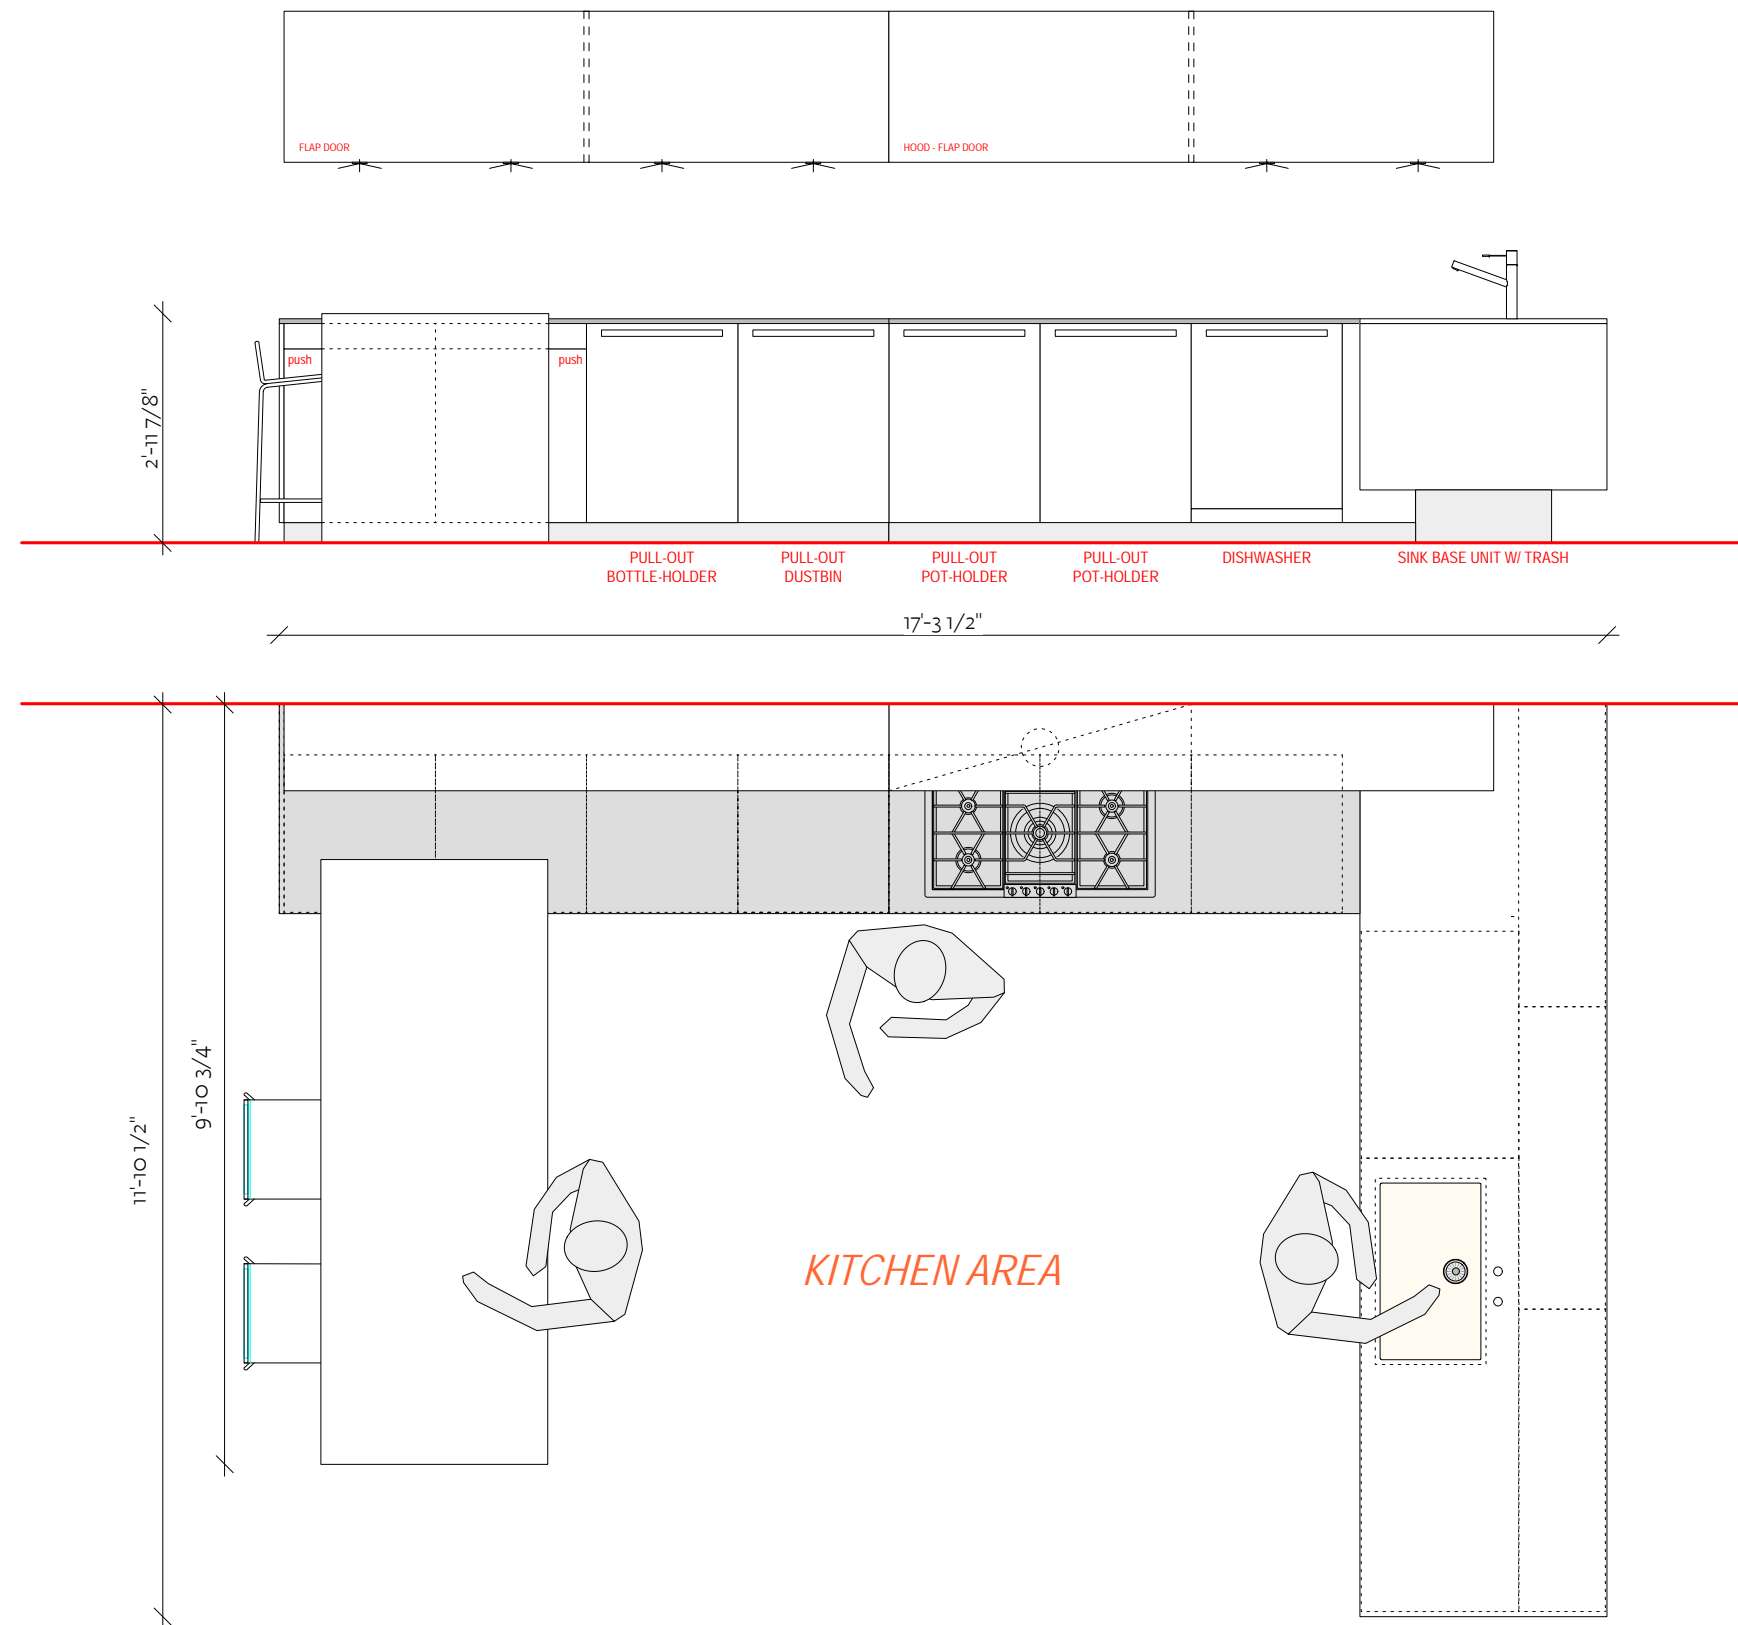 FLAP DOOR
HOOD - FLAP DOOR
push
push
2'-11 7/8"
PULL-OUT
BOTTLE-HOLDER
PULL-OUT
DUSTBIN
PULL-OUT
POT-HOLDER
PULL-OUT
POT-HOLDER
DISHWASHER
SINK BASE UNIT W/ TRASH
17'-3 1/2"
9'-10 3/4"
11'-10 1/2"
KITCHEN AREA